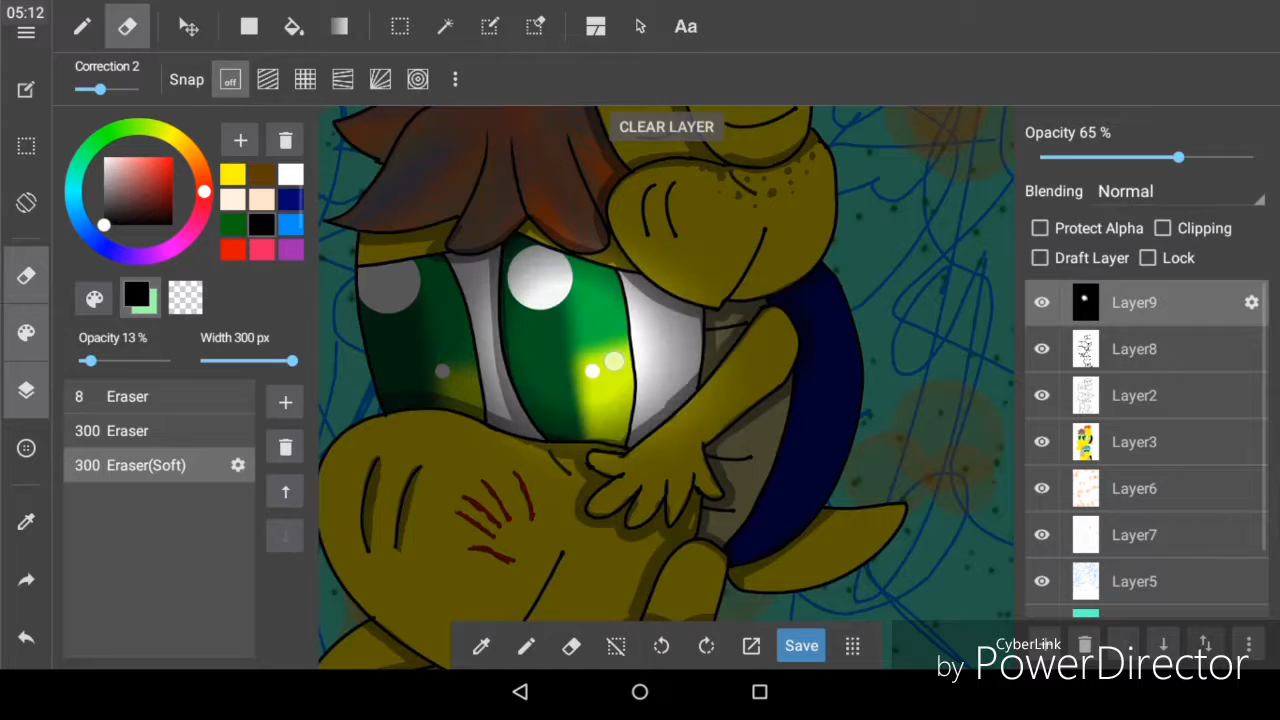 05:12
Aa
Correction 2
Snap
off
CLEAR LAYER
Opacity 65 %
Blending Normal
Protect Alpha
Clipping
Draft Layer
Lock
Opacity 13 %
Width 300 px
8 Eraser
300 Eraser
300 Eraser(Soft)
Layer9
Layer8
Layer2
Layer3
Layer6
Layer7
Layer5
Save
CyberLink
by PowerDirector